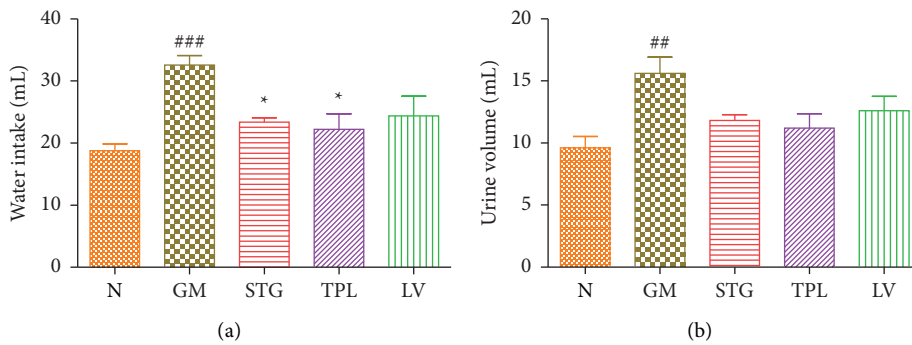 40
30
20
10
0
Water intake (mL)
###
*
*
N GM STG TPL LV
(a)
20
15
10
5
0
Urine volume (mL)
##
N GM STG TPL LV
(b)